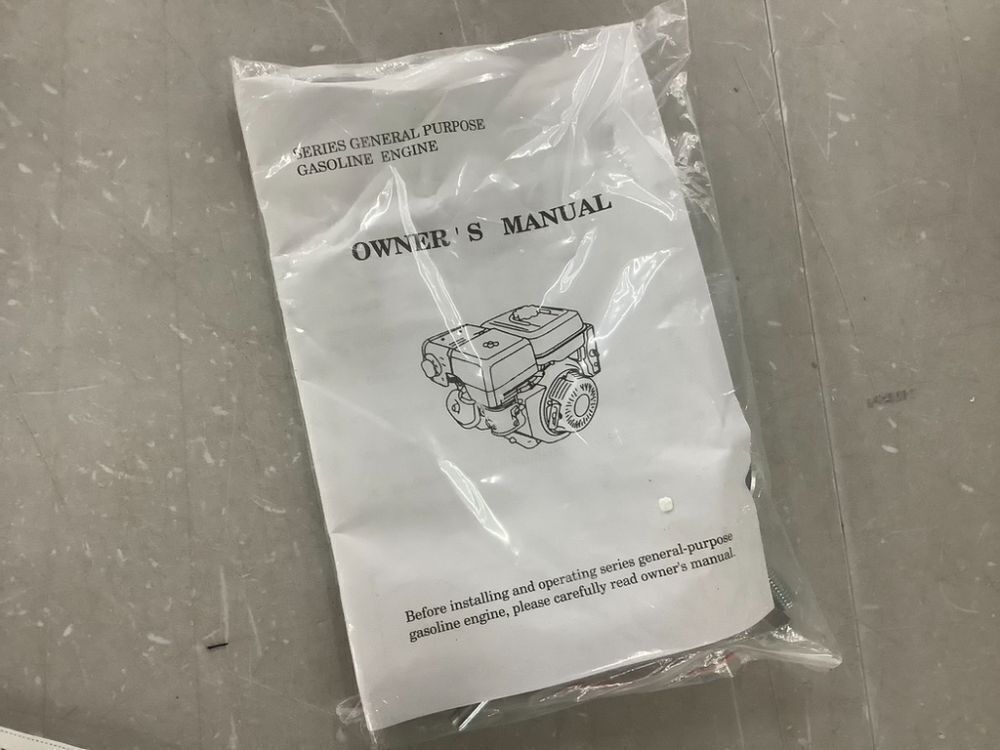 SERIES GENERAL PURPOSE
GASOLINE ENGINE
OWNER'S MANUAL
Before installing and operating series general-purpose
gasoline engine, please carefully read owner's manual.